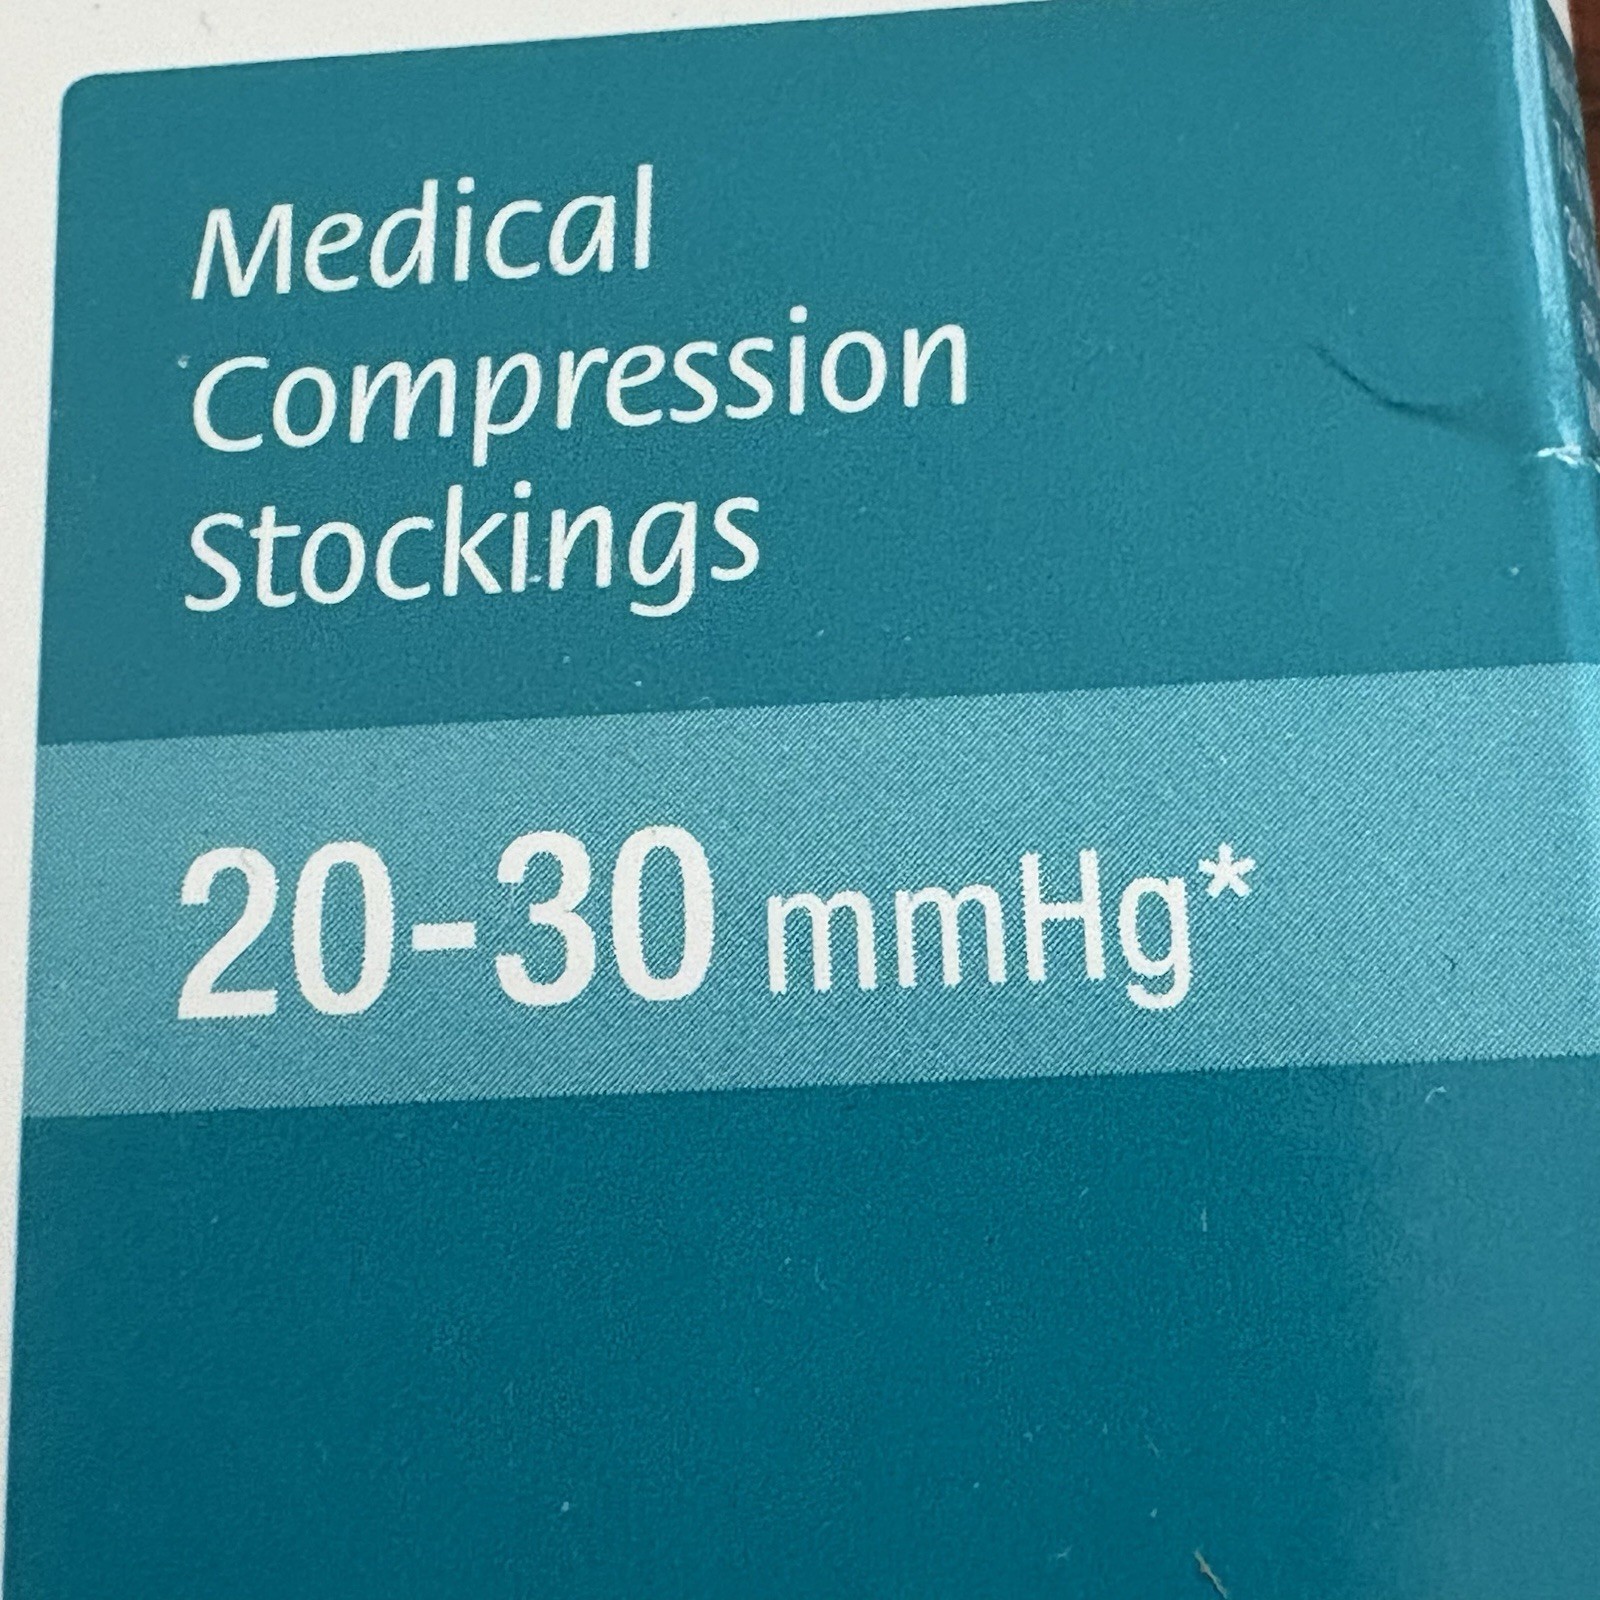 Medical
Compression
Stockings
20-30 mmHg*